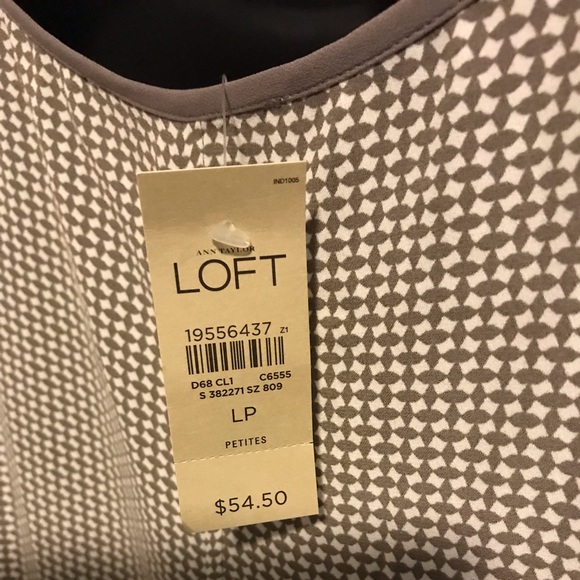 IND1005
ANN TAYLOR
LOFT
19556437 Z1
D68 CL1 C6555
S 382271 SZ 809
LP
PETITES
$54.50